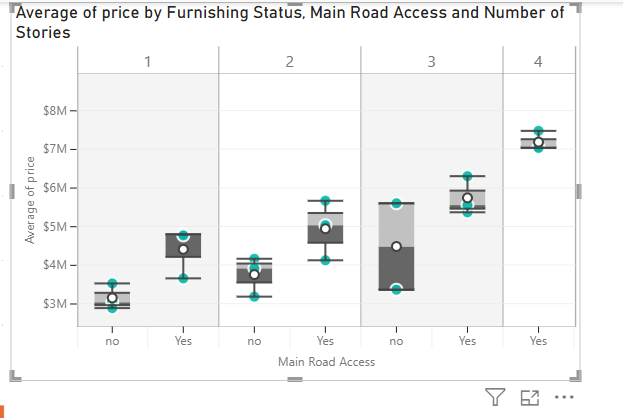 Average of price by Furnishing Status, Main Road Access and Number of
Stories
1 2 3 4
$8M
$7M
$6M
$5M
$4M
$3M
Average of price
no Yes no Yes no Yes Yes
Main Road Access